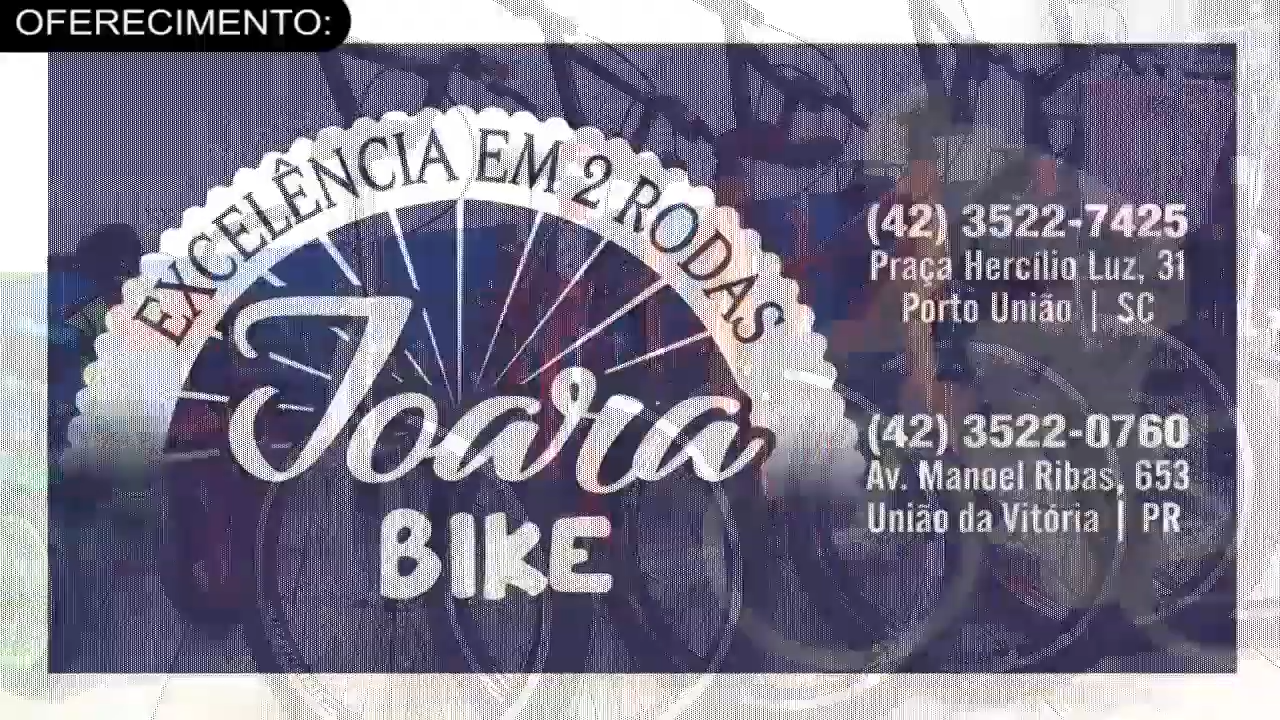 OFERECIMENTO:
EXCELÊNCIA EM 2 RODAS
Joara
BIKE
(42) 3522-7425
Praça Hercílio Luz, 31
Porto União | SC
(42) 3522-0760
Av. Manoel Ribas, 653
União da Vitória | PR